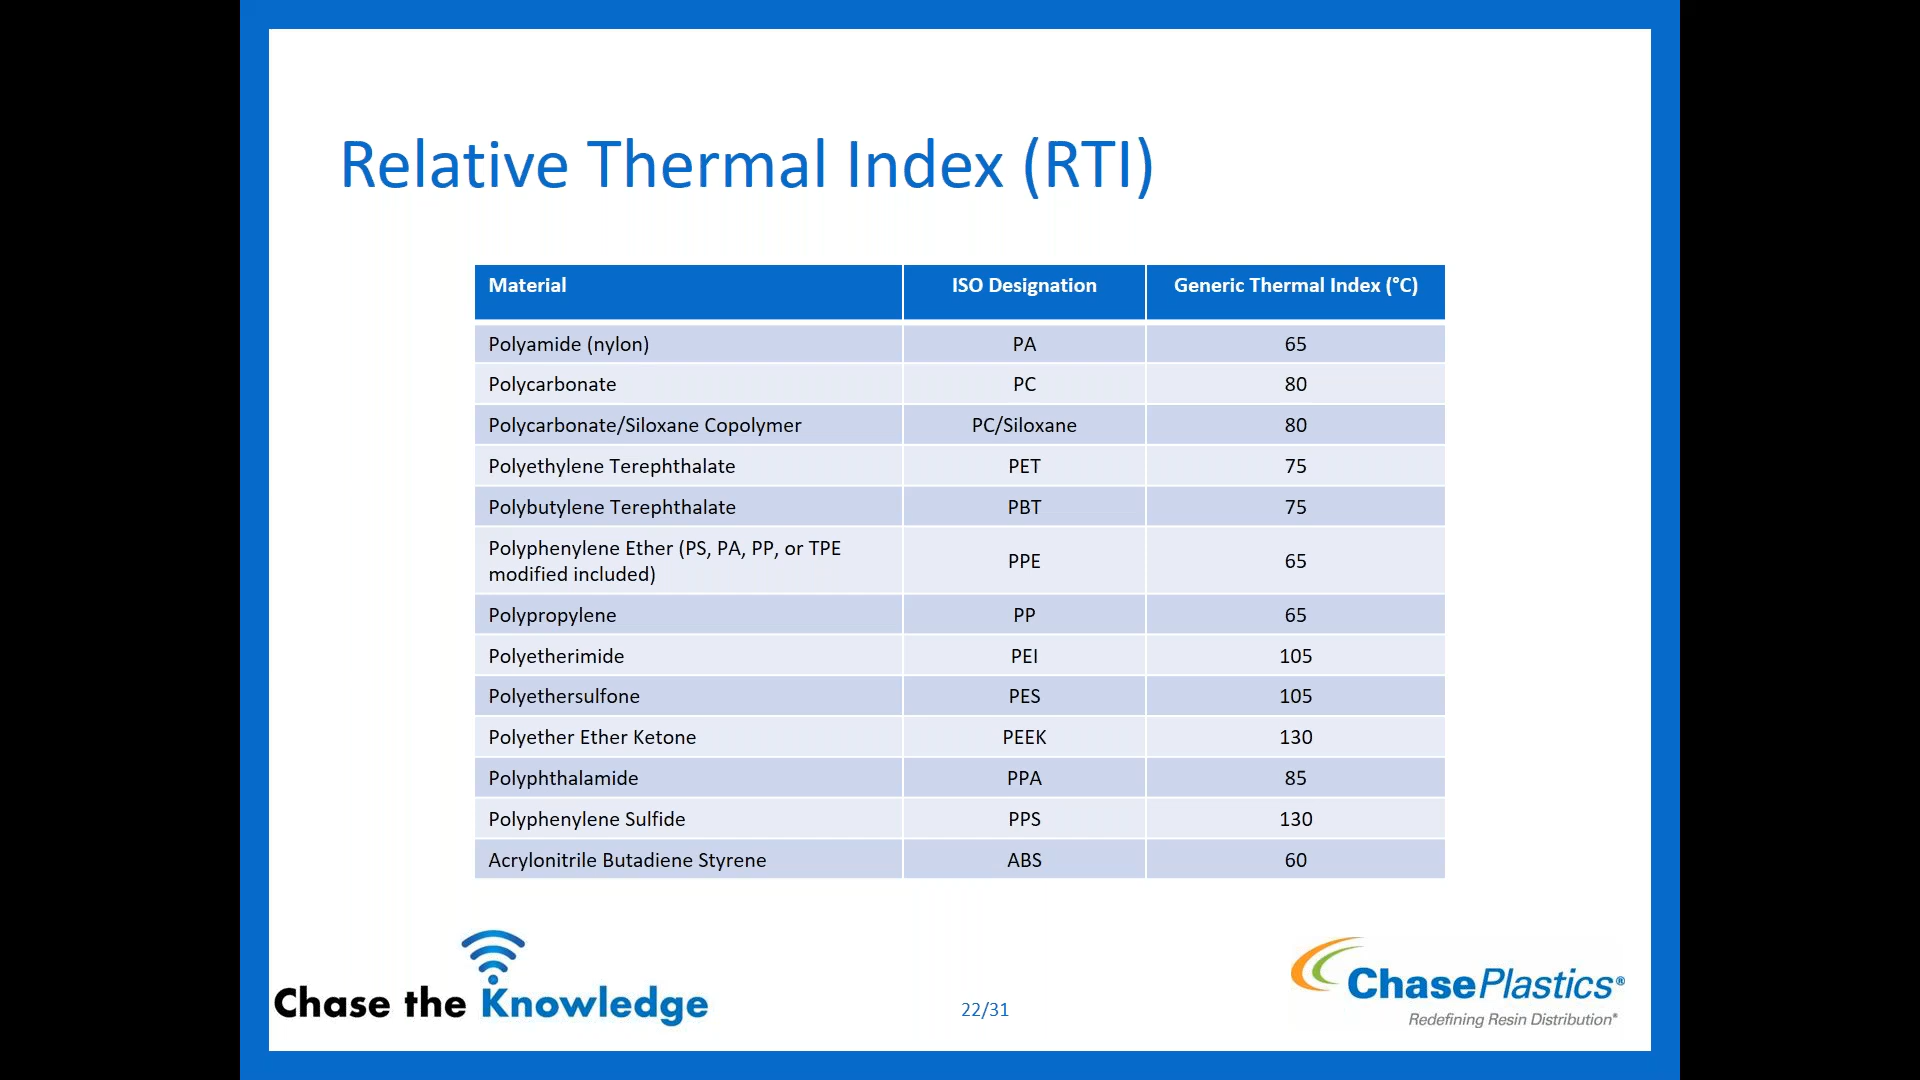 Relative Thermal Index (RTI)
Material ISO Designation Generic Thermal Index (°C)
Polyamide (nylon) PA 65
Polycarbonate PC 80
Polycarbonate/Siloxane Copolymer PC/Siloxane 80
Polyethylene Terephthalate PET 75
Polybutylene Terephthalate PBT 75
Polyphenylene Ether (PS, PA, PP, or TPE
modified included) PPE 65
Polypropylene PP 65
Polyetherimide PEI 105
Polyethersulfone PES 105
Polyether Ether Ketone PEEK 130
Polyphthalamide PPA 85
Polyphenylene Sulfide PPS 130
Acrylonitrile Butadiene Styrene ABS 60
Chase the Knowledge
22/31
ChasePlastics®
Redefining Resin Distribution®